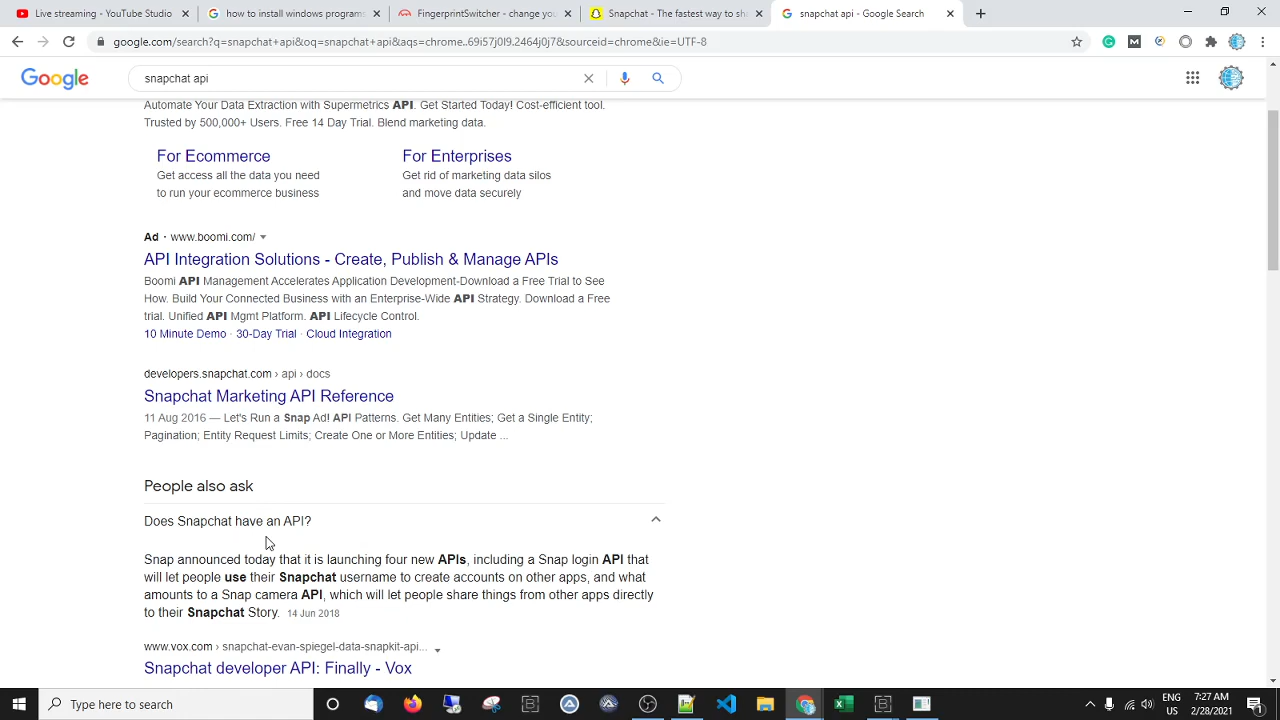 Live streaming - YouTube Studio
how to install windows programs
FingerprintSwitcher - change you
Snapchat - The fastest way to sha
snapchat api - Google Search
google.com/search?q=snapchat+api&oq=snapchat+api&aqs=chrome..69i57j0l9.2464j0j7&sourceid=chrome&ie=UTF-8
Google
snapchat api
Automate Your Data Extraction with Supermetrics API. Get Started Today! Cost-efficient tool.
Trusted by 500,000+ Users. Free 14 Day Trial. Blend marketing data.
For Ecommerce
Get access all the data you need
to run your ecommerce business
For Enterprises
Get rid of marketing data silos
and move data securely
Ad · www.boomi.com/
API Integration Solutions - Create, Publish & Manage APIs
Boomi API Management Accelerates Application Development-Download a Free Trial to See
How. Build Your Connected Business with an Enterprise-Wide API Strategy. Download a Free
trial. Unified API Mgmt Platform. API Lifecycle Control.
10 Minute Demo · 30-Day Trial · Cloud Integration
developers.snapchat.com › api › docs
Snapchat Marketing API Reference
11 Aug 2016 — Let's Run a Snap Ad! API Patterns. Get Many Entities; Get a Single Entity;
Pagination; Entity Request Limits; Create One or More Entities; Update ...
People also ask
Does Snapchat have an API?
Snap announced today that it is launching four new APIs, including a Snap login API that
will let people use their Snapchat username to create accounts on other apps, and what
amounts to a Snap camera API, which will let people share things from other apps directly
to their Snapchat Story. 14 Jun 2018
www.vox.com › snapchat-evan-spiegel-data-snapkit-api...
Snapchat developer API: Finally - Vox
Type here to search
ENG
US
7:27 AM
2/28/2021